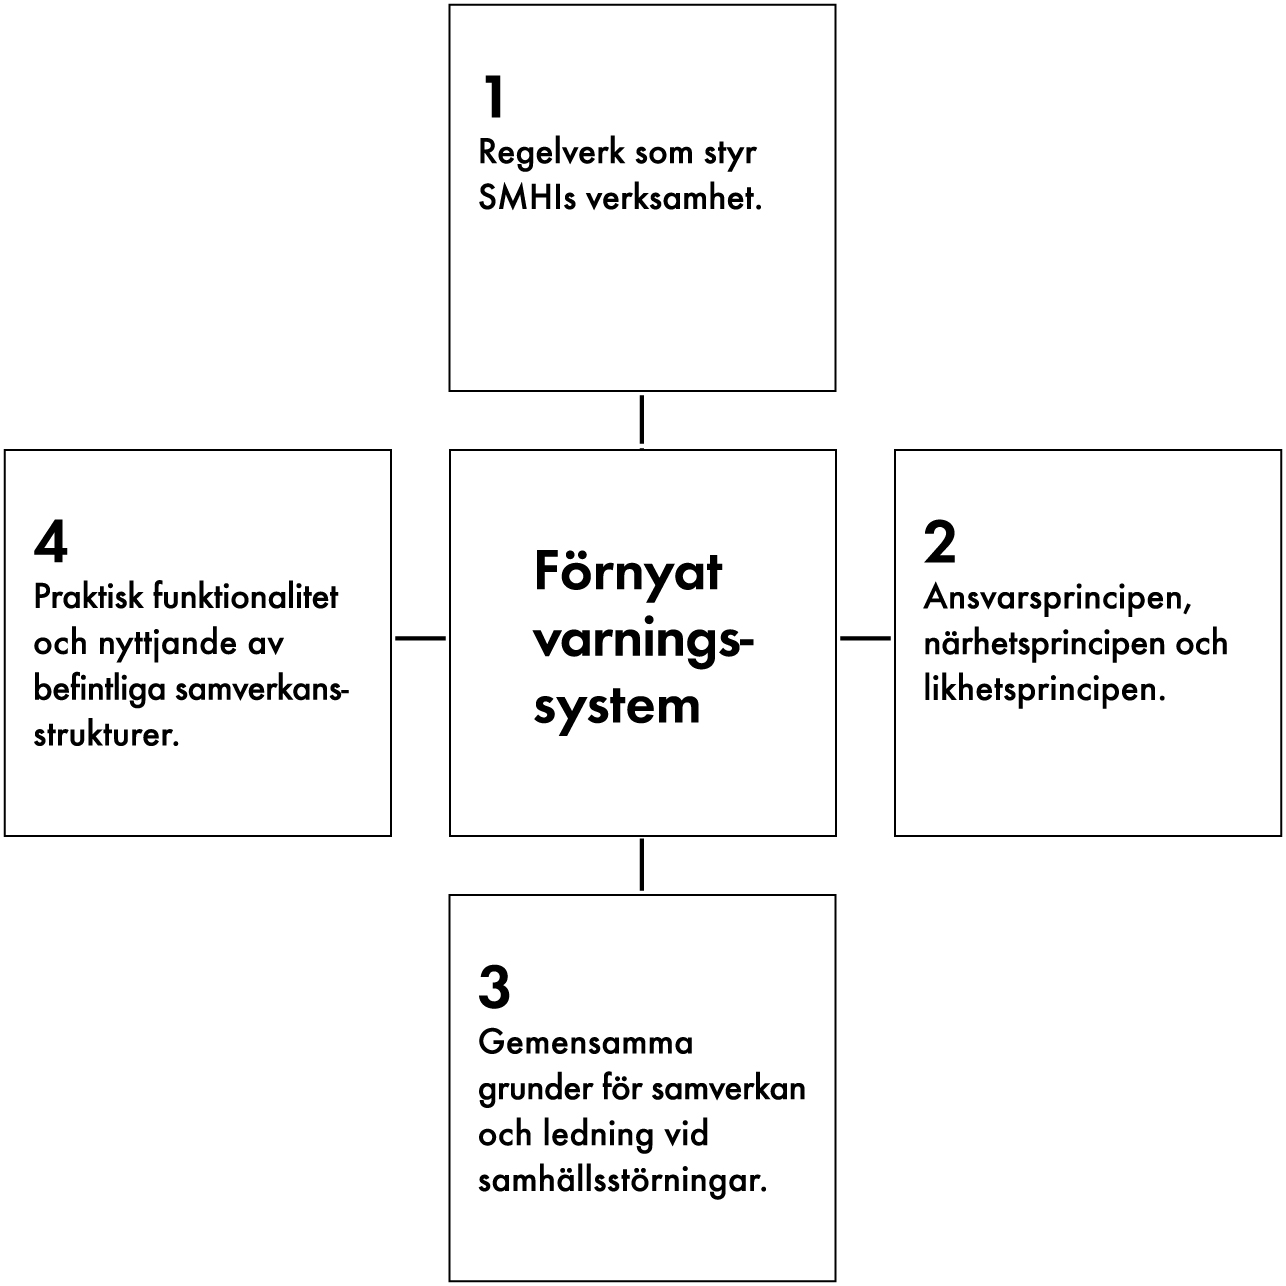 1
Regelverk som styr
SMHIs verksamhet.
4
Praktisk funktionalitet
och nyttjande av
befintliga samverkans-
strukturer.
Förnyat
varnings-
system
2
Ansvarsprincipen,
närhetsprincipen och
likhetsprincipen.
3
Gemensamma
grunder för samverkan
och ledning vid
samhällsstörningar.